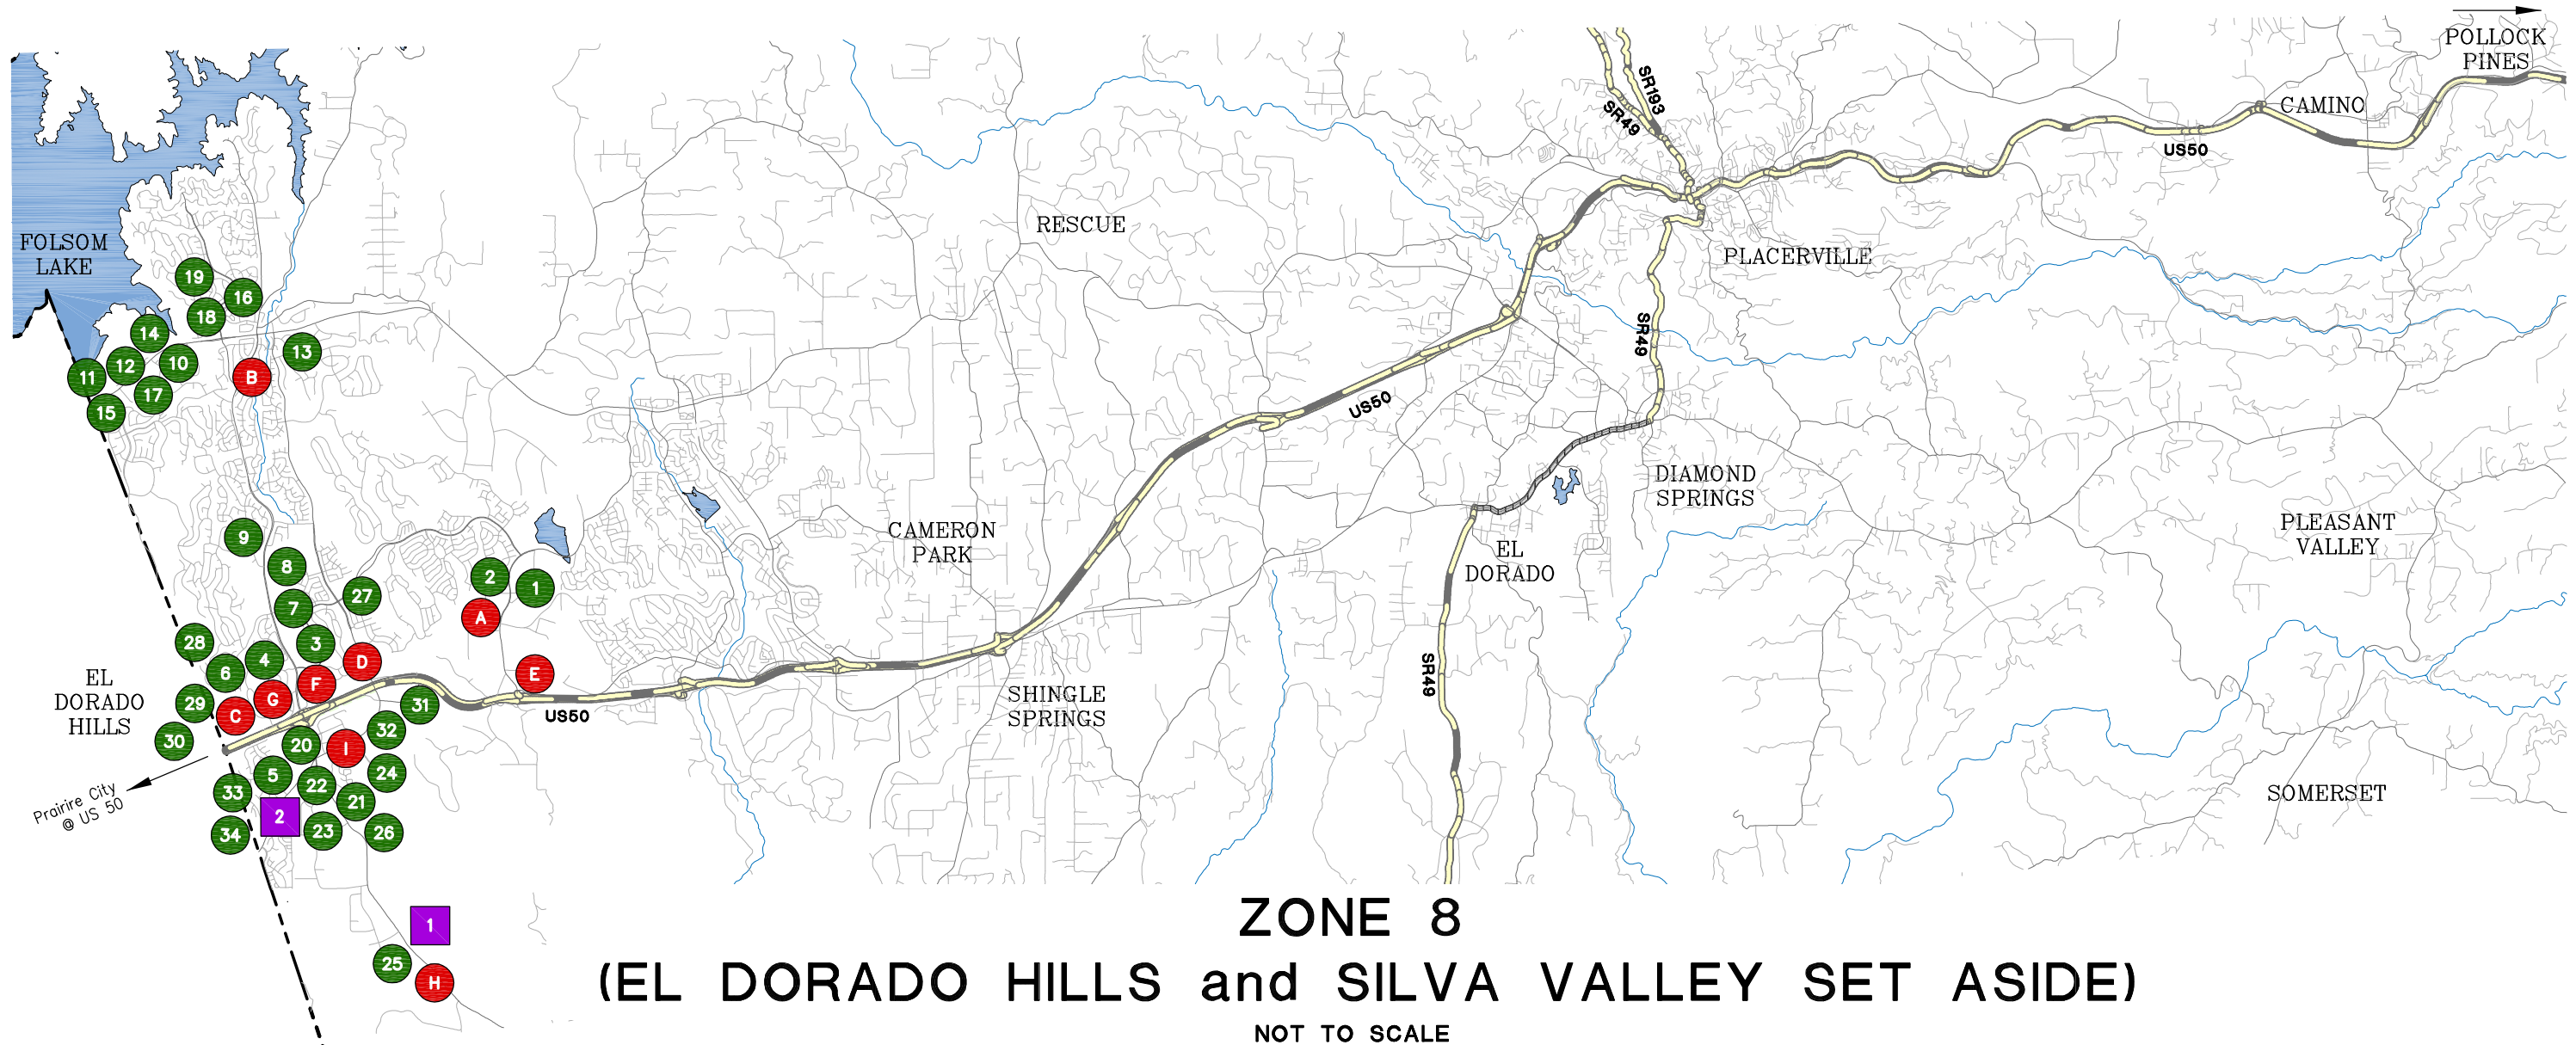 POLLOCK
PINES
SR193
SR49
CAMINO
US50
RESCUE
FOLSOM
LAKE
PLACERVILLE
19
16
18
14
13
12
10
11
B
17
15
SR49
US50
DIAMOND
SPRINGS
CAMERON
PARK
PLEASANT
VALLEY
EL
DORADO
9
8
2
1
27
7
A
28
3
4
D
6
E
F
G
29
C
31
SR49
EL
DORADO
HILLS
SHINGLE
SPRINGS
US50
30
32
20
I
5
24
22
33
21
2
23
34
26
Prairire City
@ US 50
SOMERSET
1
25
H
ZONE 8
(EL DORADO HILLS and SILVA VALLEY SET ASIDE)
NOT TO SCALE